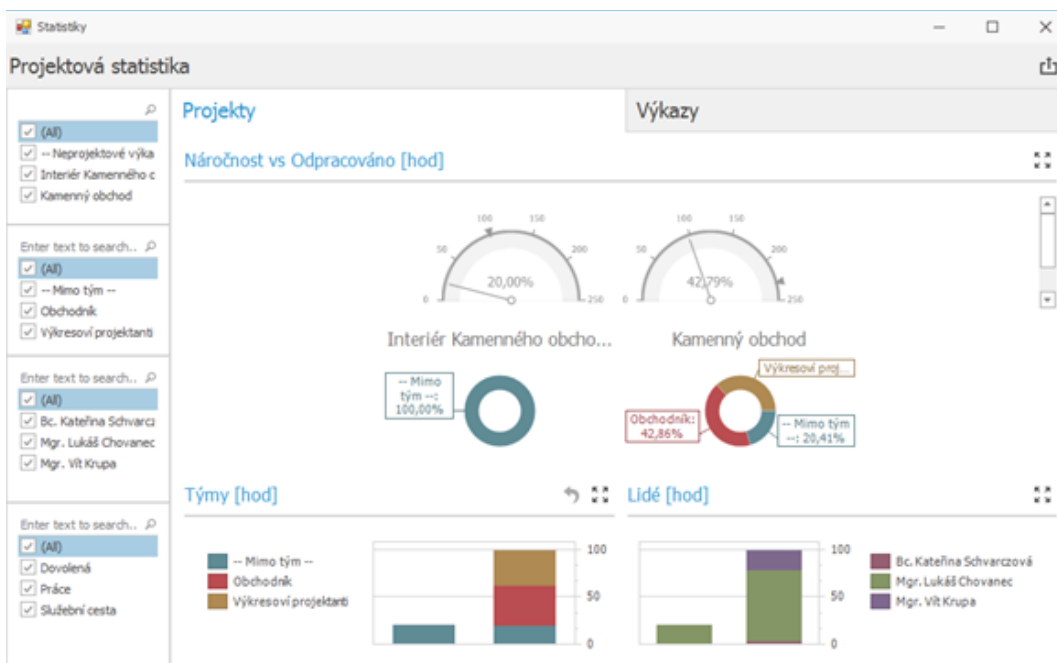 Statistiky
Projektová statistika
(All)
-- Neprojektové výka
Interiér Kamenného c
Kamenný obchod
Enter text to search..
(All)
-- Mimo tým --
Obchodník
Výkresoví projektanti
Enter text to search..
(All)
Bc. Kateřina Schvarcz
Mgr. Lukáš Chovanec
Mgr. Vít Krupa
Enter text to search..
(All)
Dovolená
Práce
Služební cesta
Projekty
Výkazy
Náročnost vs Odpracováno [hod]
0
50
100
150
200
250
20,00%
Interiér Kamenného obcho...
0
50
100
150
200
250
42,79%
Kamenný obchod
-- Mimo
tým --:
100,00%
Výkresoví proj...
Obchodník:
42,86%
-- Mimo tým
--: 20,41%
Týmy [hod]
-- Mimo tým --
Obchodník
Výkresoví projektanti
100
50
0
Lidé [hod]
100
50
0
Bc. Kateřina Schvarczová
Mgr. Lukáš Chovanec
Mgr. Vít Krupa